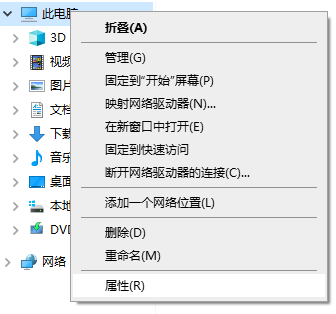 此电脑
折叠(A)
3D
管理(G)
视频
固定到"开始"屏幕(P)
图片
映射网络驱动器(N)...
文档
在新窗口中打开(E)
下载
固定到快速访问
音乐
断开网络驱动器的连接(C)...
桌面
添加一个网络位置(L)
本地
DVD
删除(D)
重命名(M)
网络
属性(R)